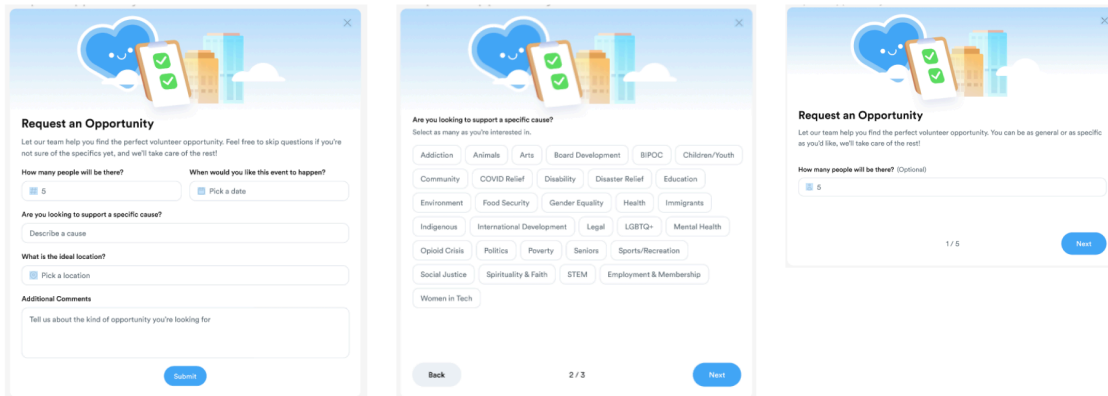 Request an Opportunity
Let our team help you find the perfect volunteer opportunity. Feel free to skip questions if you're
not sure of the specifics yet, and we'll take care of the rest!
How many people will be there?
5
When would you like this event to happen?
Pick a date
Are you looking to support a specific cause?
Describe a cause
What is the ideal location?
Pick a location
Additional Comments
Tell us about the kind of opportunity you're looking for
Submit
Are you looking to support a specific cause?
Select as many as you're interested in.
Addiction Animals Arts Board Development BIPOC Children/Youth
Community COVID Relief Disability Disaster Relief Education
Environment Food Security Gender Equality Health Immigrants
Indigenous International Development Legal LGBTQ+ Mental Health
Opioid Crisis Politics Poverty Seniors Sports/Recreation
Social Justice Spirituality & Faith STEM Employment & Membership
Women in Tech
Back 2 / 3 Next
Request an Opportunity
Let our team help you find the perfect volunteer opportunity. You can be as general or as specific
as you'd like, we'll take care of the rest!
How many people will be there? (Optional)
5
1 / 5 Next